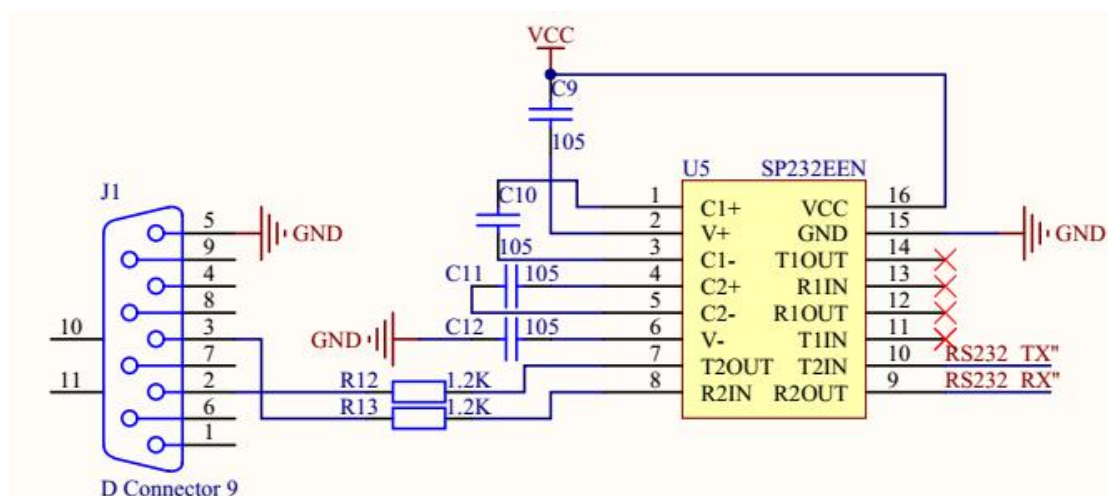 VCC
C9
105
U5 SP232EEN
J1
C10
105
C11 105
C12 105
GND
5
9
4
8
3
7
2
6
1
10
11
GND
R12 1.2K
R13 1.2K
D Connector 9
1 C1+ VCC 16
2 V+ GND 15
3 C1- T1OUT 14
4 C2+ R1IN 13
5 C2- R1OUT 12
6 V- T1IN 11
7 T2OUT T2IN 10 RS232 TX"
8 R2IN R2OUT 9 RS232 RX"
GND